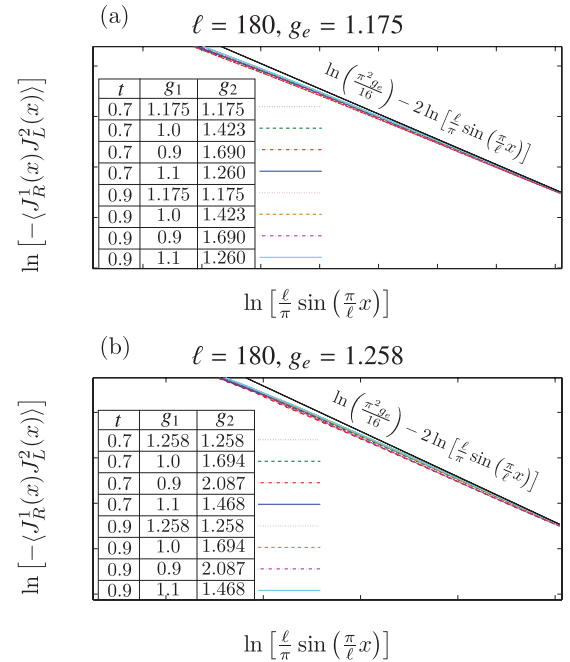 (a)
ℓ = 180, g_e = 1.175
ln [−⟨J_R^1(x)J_L^2(x)⟩]
ln (π²g_e/16) − 2 ln [ℓ/π sin (π/ℓ x)]
t g₁ g₂
0.7 1.175 1.175
0.7 1.0 1.423
0.7 0.9 1.690
0.7 1.1 1.260
0.9 1.175 1.175
0.9 1.0 1.423
0.9 0.9 1.690
0.9 1.1 1.260
ln [ℓ/π sin (π/ℓ x)]
(b)
ℓ = 180, g_e = 1.258
ln [−⟨J_R^1(x)J_L^2(x)⟩]
ln (π²g_e/16) − 2 ln [ℓ/π sin (π/ℓ x)]
t g₁ g₂
0.7 1.258 1.258
0.7 1.0 1.694
0.7 0.9 2.087
0.7 1.1 1.468
0.9 1.258 1.258
0.9 1.0 1.694
0.9 0.9 2.087
0.9 1.1 1.468
ln [ℓ/π sin (π/ℓ x)]